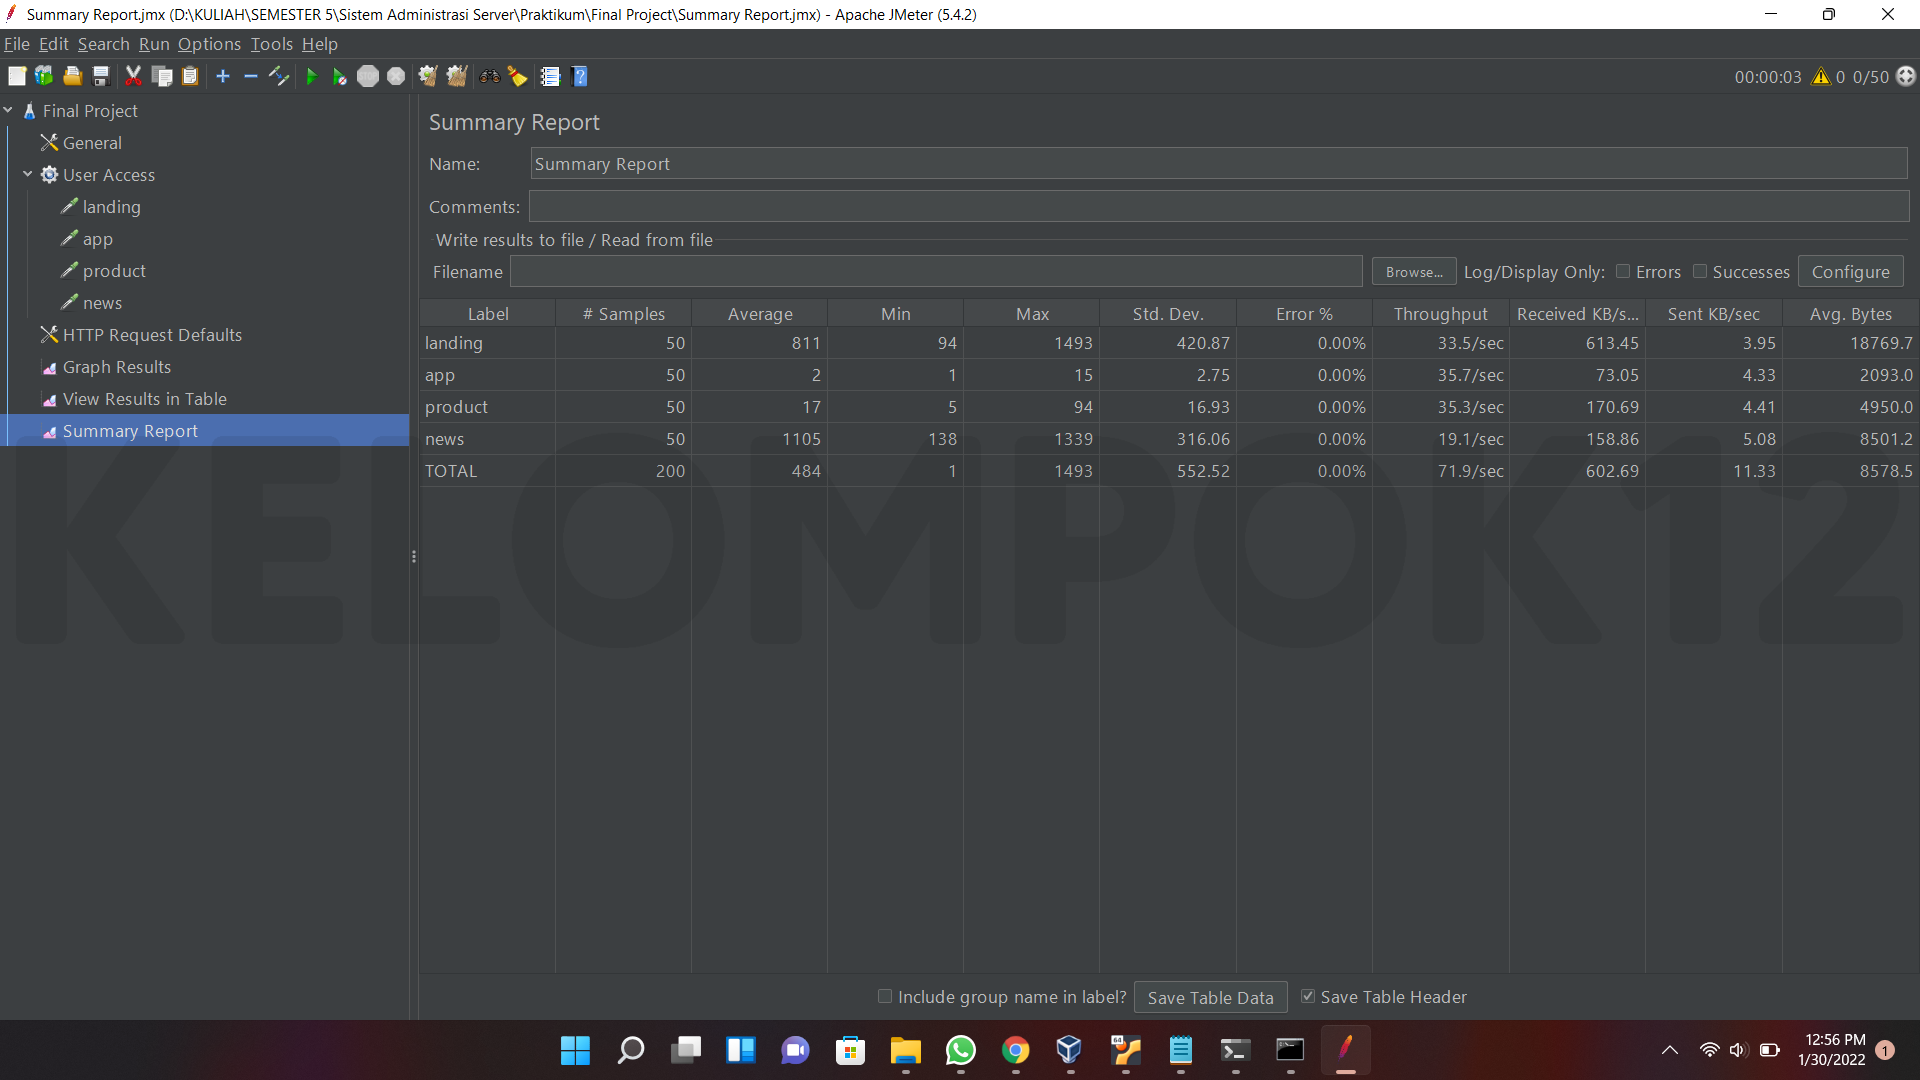 Summary Report.jmx (D:\KULIAH\SEMESTER 5\Sistem Administrasi Server\Praktikum\Final Project\Summary Report.jmx) - Apache JMeter (5.4.2)
File Edit Search Run Options Tools Help
00:00:03 0 0/50
Final Project
General
User Access
landing
app
product
news
HTTP Request Defaults
Graph Results
View Results in Table
Summary Report
Summary Report
Name: Summary Report
Comments:
Write results to file / Read from file
Filename Browse... Log/Display Only: Errors Successes Configure
Label # Samples Average Min Max Std. Dev. Error % Throughput Received KB/s... Sent KB/sec Avg. Bytes
landing 50 811 94 1493 420.87 0.00% 33.5/sec 613.45 3.95 18769.7
app 50 2 1 15 2.75 0.00% 35.7/sec 73.05 4.33 2093.0
product 50 17 5 94 16.93 0.00% 35.3/sec 170.69 4.41 4950.0
news 50 1105 138 1339 316.06 0.00% 19.1/sec 158.86 5.08 8501.2
TOTAL 200 484 1 1493 552.52 0.00% 71.9/sec 602.69 11.33 8578.5
KELOMPOK12
Include group name in label? Save Table Data Save Table Header
64
12:56 PM
1/30/2022
1